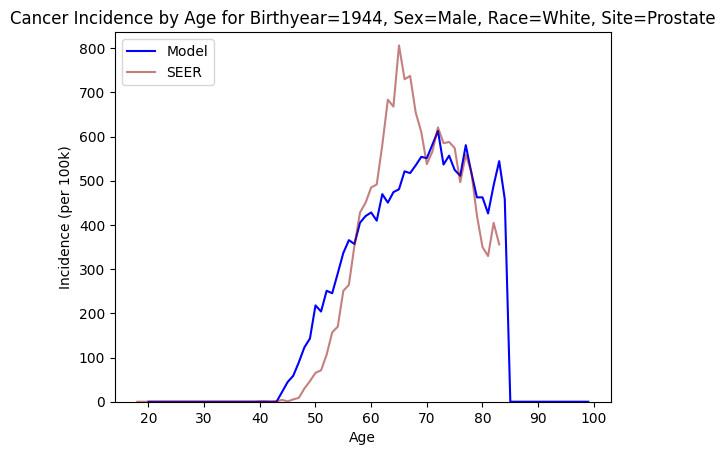 Cancer Incidence by Age for Birthyear=1944, Sex=Male, Race=White, Site=Prostate
Model
SEER
Incidence (per 100k)
800
700
600
500
400
300
200
100
0
20 30 40 50 60 70 80 90 100
Age